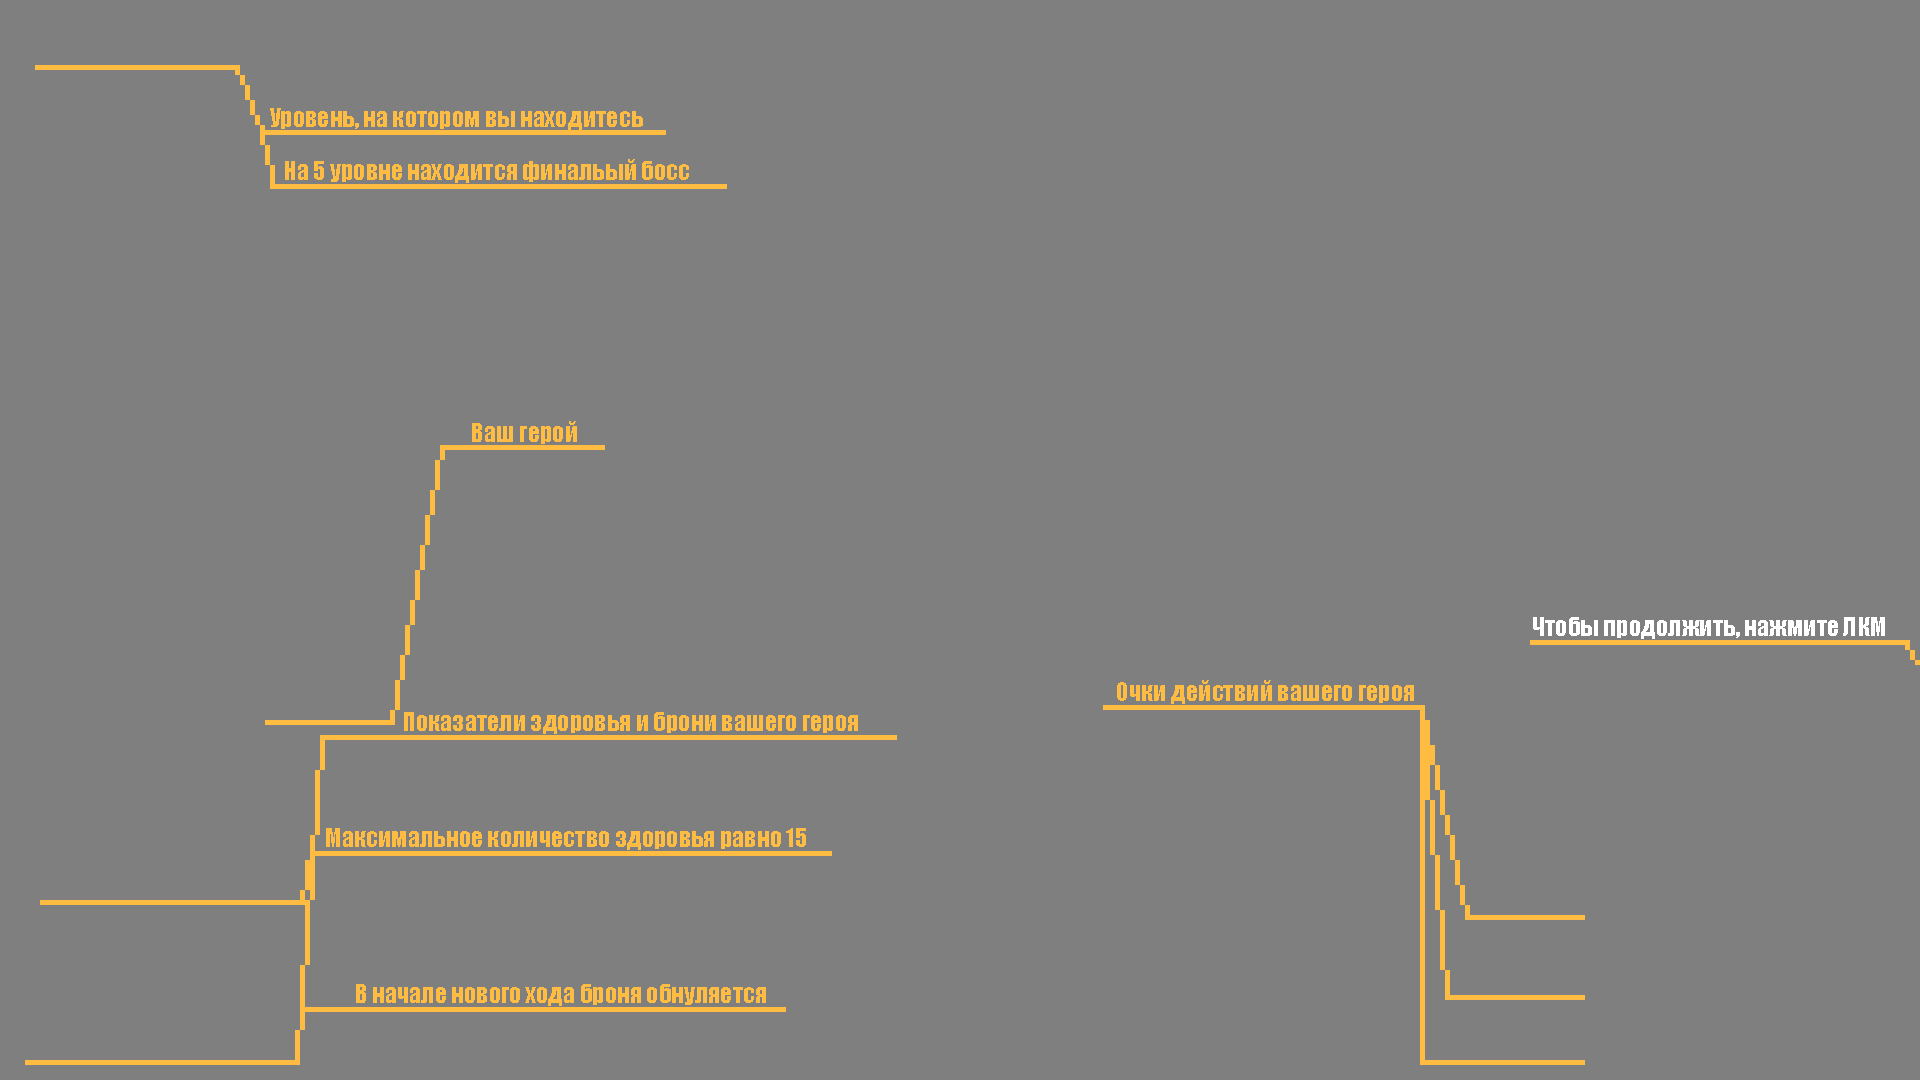 Уровень, на котором вы находитесь
На 5 уровне находится финальый босс
Ваш герой
Чтобы продолжить, нажмите ЛКМ
Очки действий вашего героя
Показатели здоровья и брони вашего героя
Максимальное количество здоровья равно 15
В начале нового хода броня обнуляется